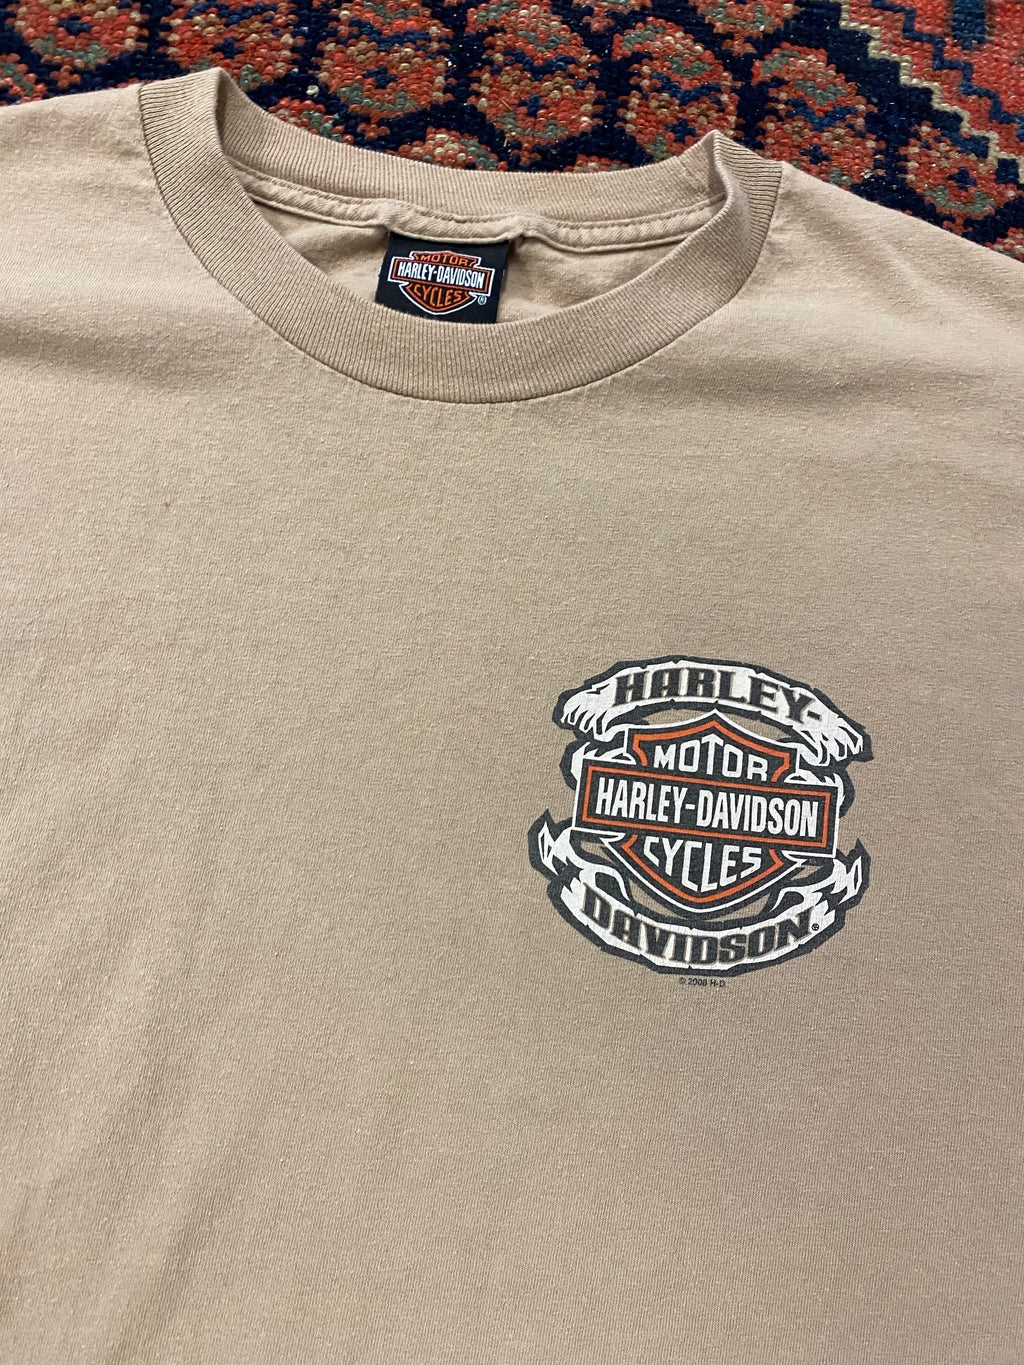 MOTOR
HARLEY-DAVIDSON
CYCLES ®
HARLEY-
MOTOR
HARLEY-DAVIDSON
CYCLES
DAVIDSON ®
© 2008 H-D